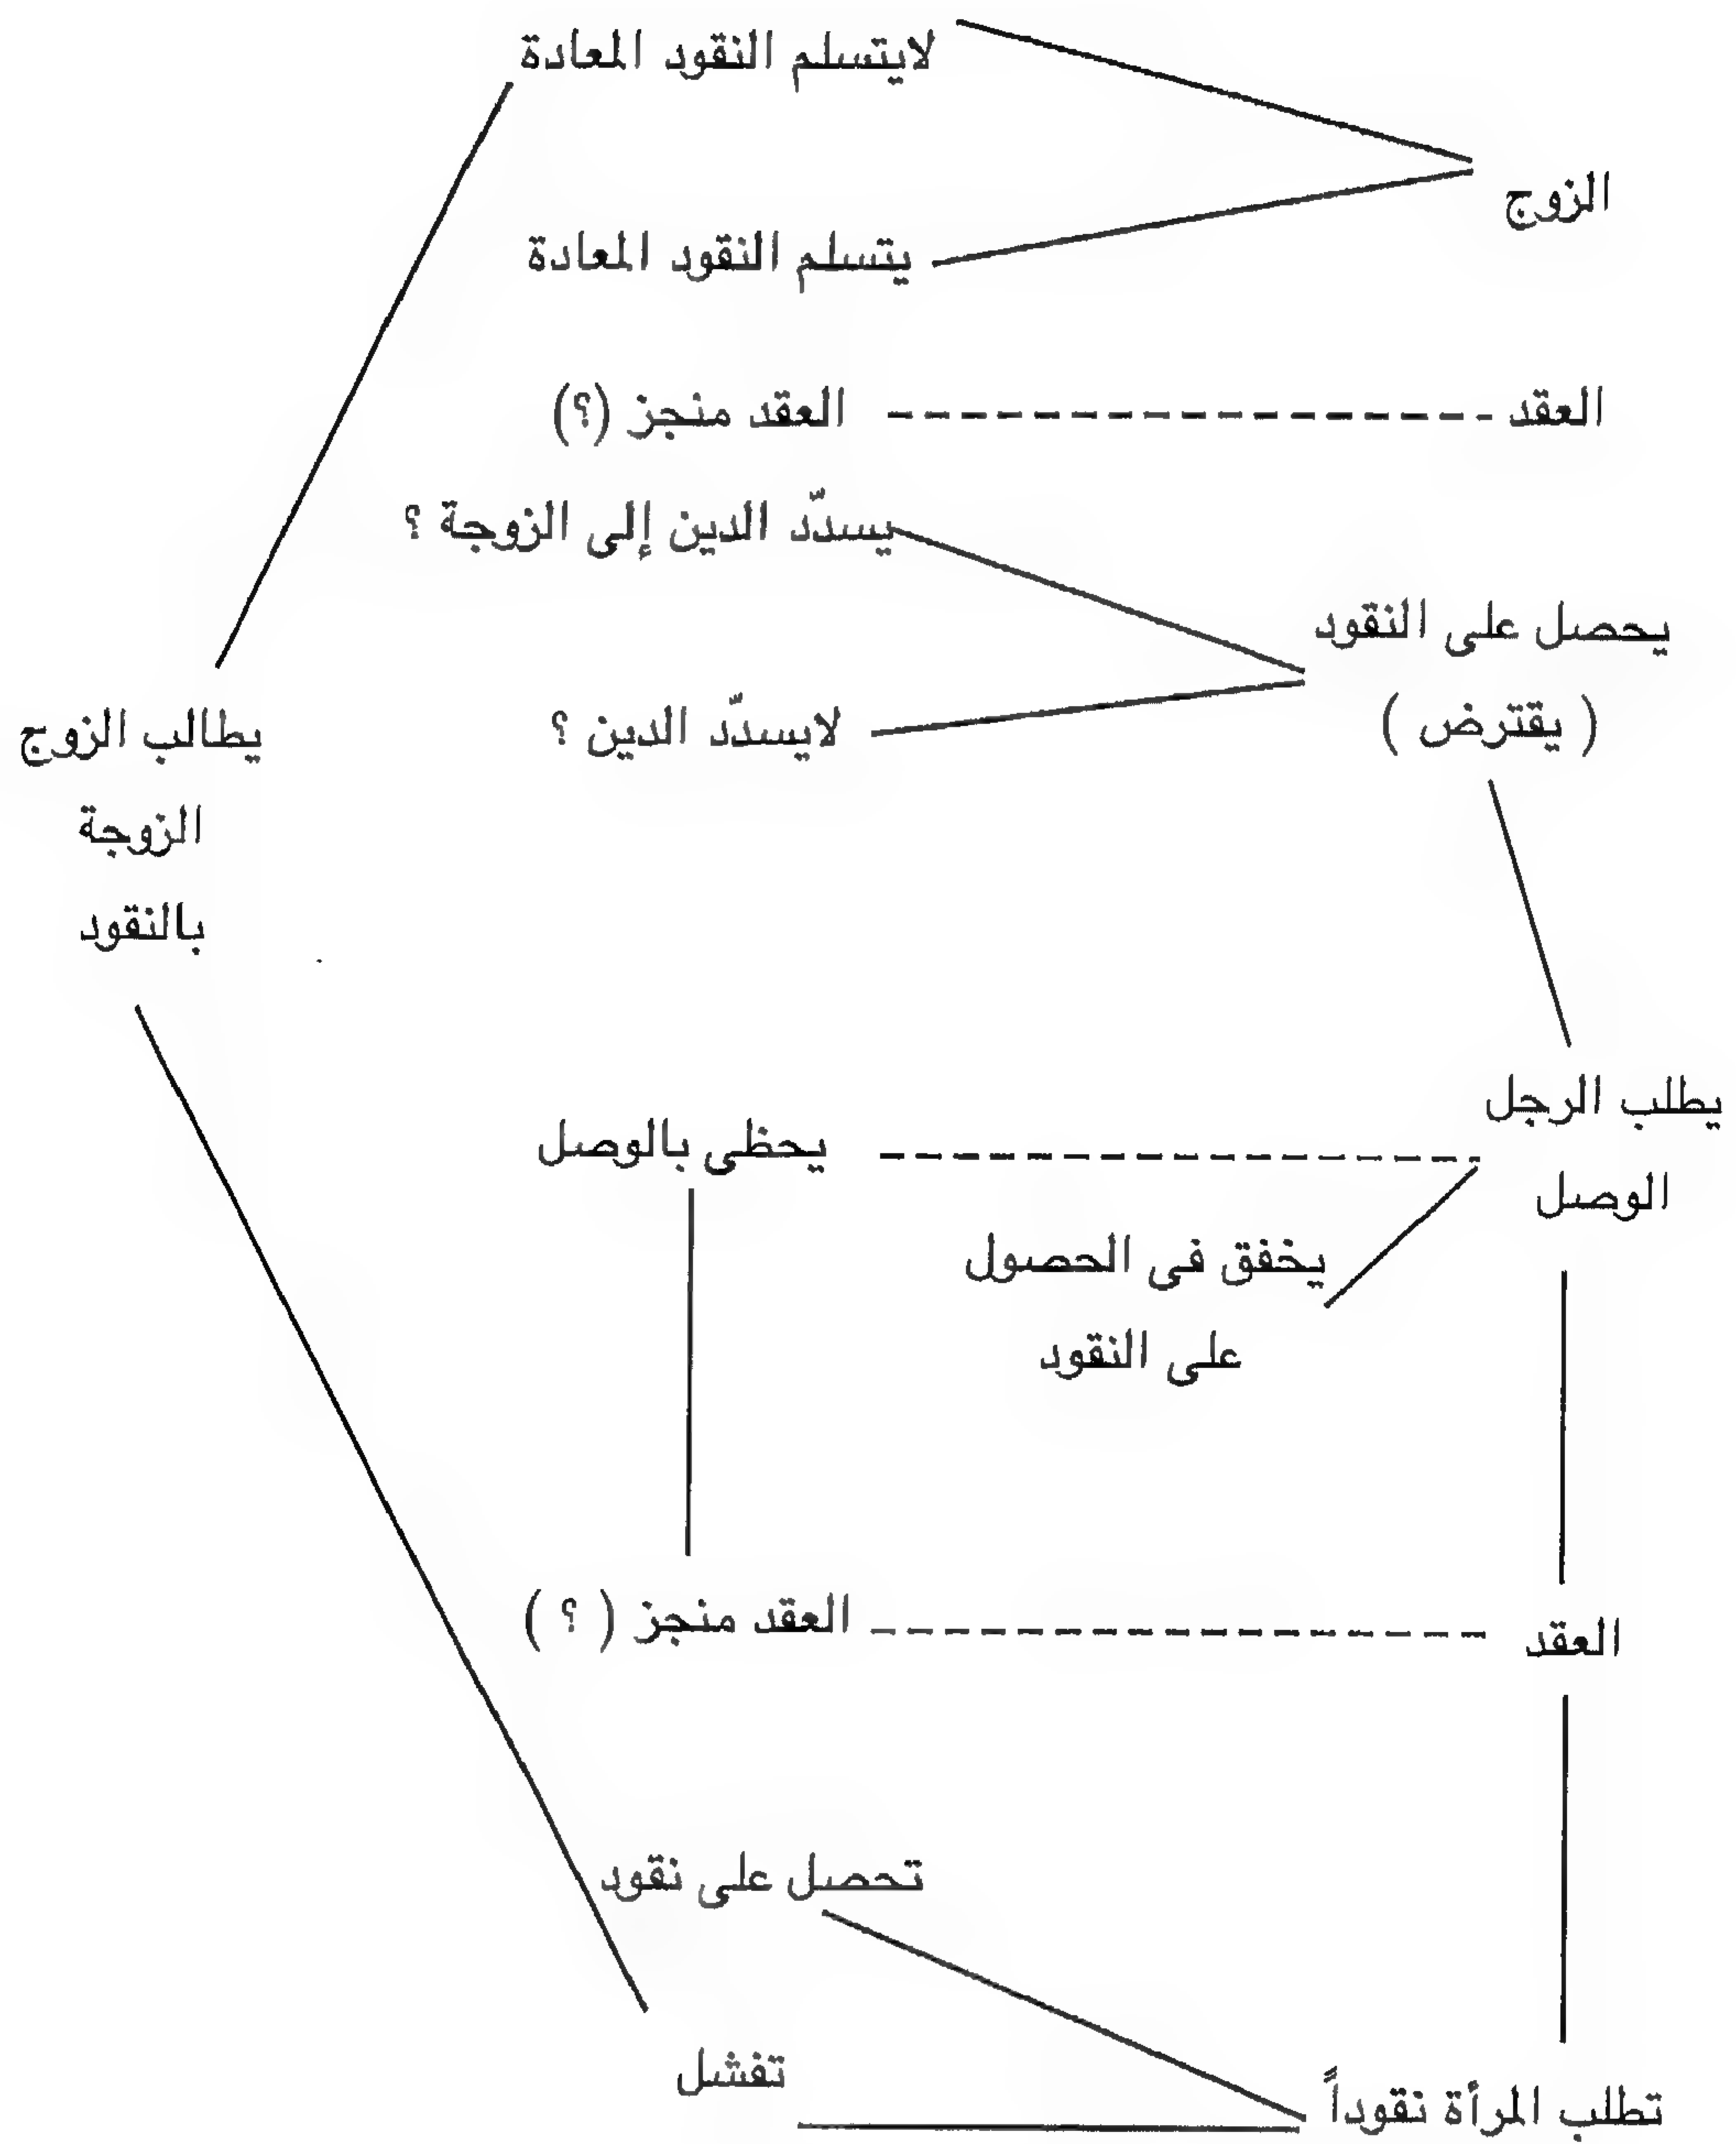 لايتسلم النقود المعادة
الزوج
يتسلم النقود المعادة
العقد
العقد منجز (؟)
يسدّد الدين إلى الزوجة ؟
يحصل على النقود
( يقترض )
لايسدّد الدين ؟
يطالب الزوج
الزوجة
بالنقود
يطلب الرجل
الوصل
يحظى بالوصل
يخفق فى الحصول
على النقود
العقد
العقد منجز ( ؟ )
تحصل على نقود
تفشل
تطلب المرأة نقوداً